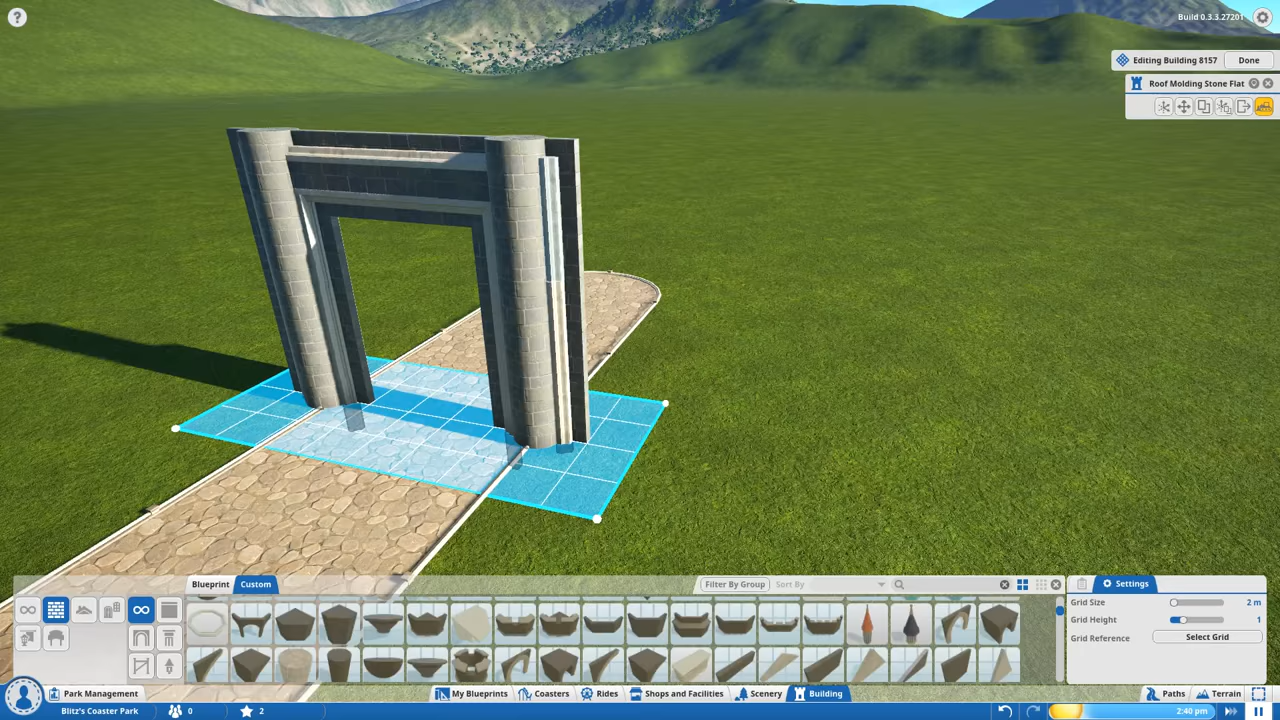 ?
Build 0.3.3.27201
Editing Building 8157
Done
Roof Molding Stone Flat
Blueprint
Custom
Filter By Group
Sort By
Settings
Grid Size
2 m
Grid Height
1
Grid Reference
Select Grid
Park Management
My Blueprints
Coasters
Rides
Shops and Facilities
Scenery
Building
Paths
Terrain
Blitz's Coaster Park
0
2
2:40 pm